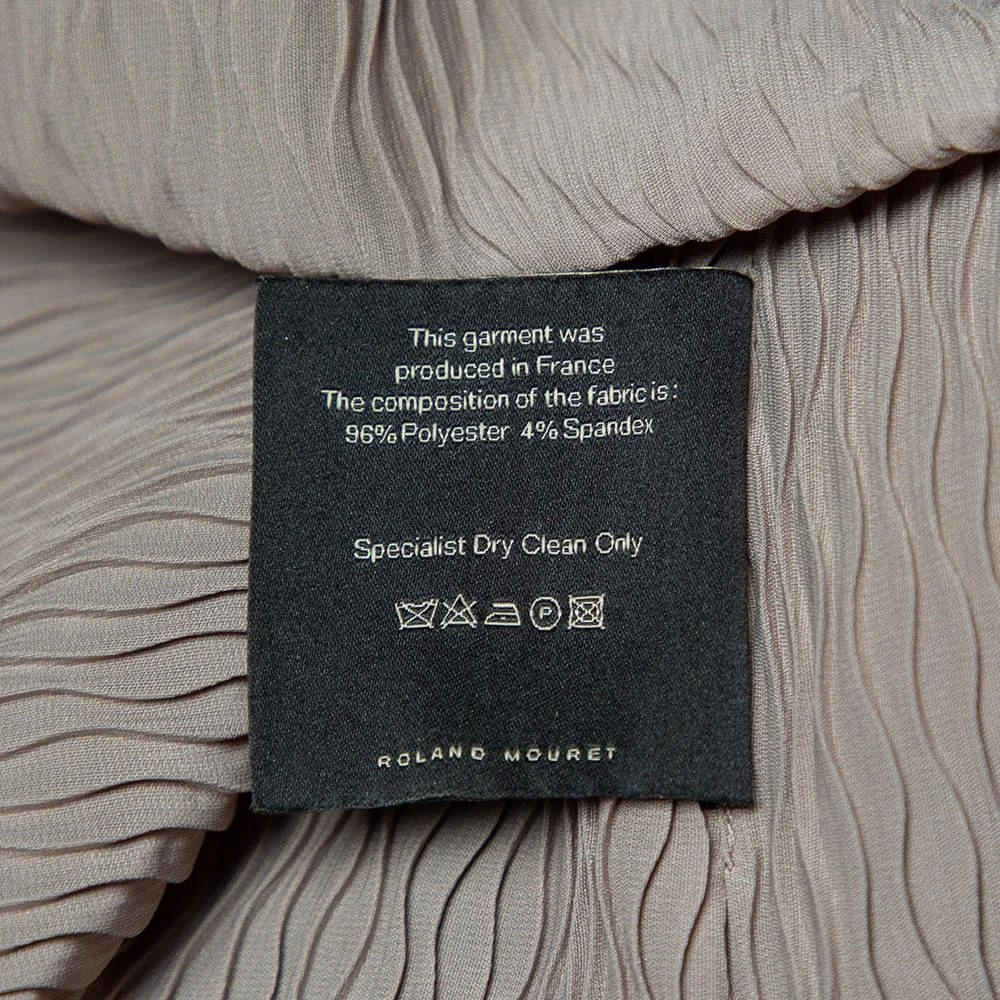 This garment was
produced in France
The composition of the fabric is:
96% Polyester 4% Spandex
Specialist Dry Clean Only
P
ROLAND MOURET